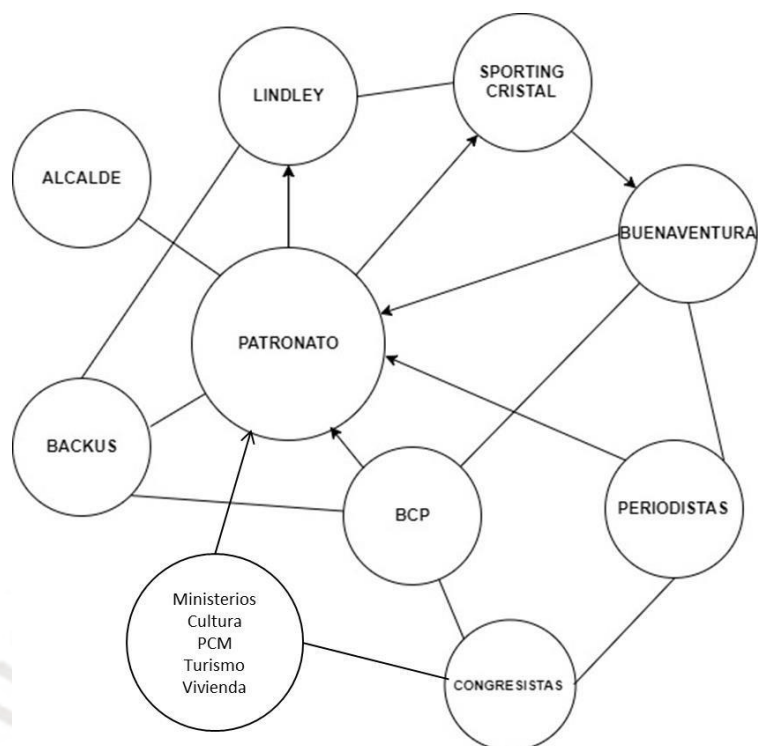 SPORTING
CRISTAL
LINDLEY
ALCALDE
BUENAVENTURA
PATRONATO
BACKUS
BCP
PERIODISTAS
Ministerios
Cultura
PCM
Turismo
Vivienda
CONGRESISTAS